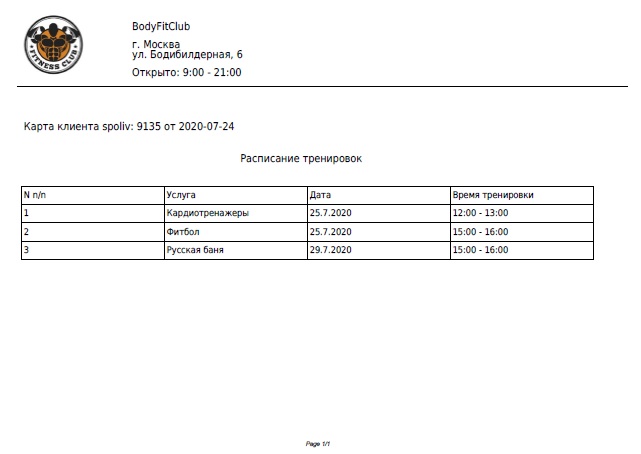 FITNESS CLUB
BodyFitClub
г. Москва
ул. Бодибилдерная, 6
Открыто: 9:00 - 21:00
Карта клиента spoliv: 9135 от 2020-07-24
Расписание тренировок
N n/n Услуга Дата Время тренировки
1 Кардиотренажеры 25.7.2020 12:00 - 13:00
2 Фитбол 25.7.2020 15:00 - 16:00
3 Русская баня 29.7.2020 15:00 - 16:00
Page 1/1